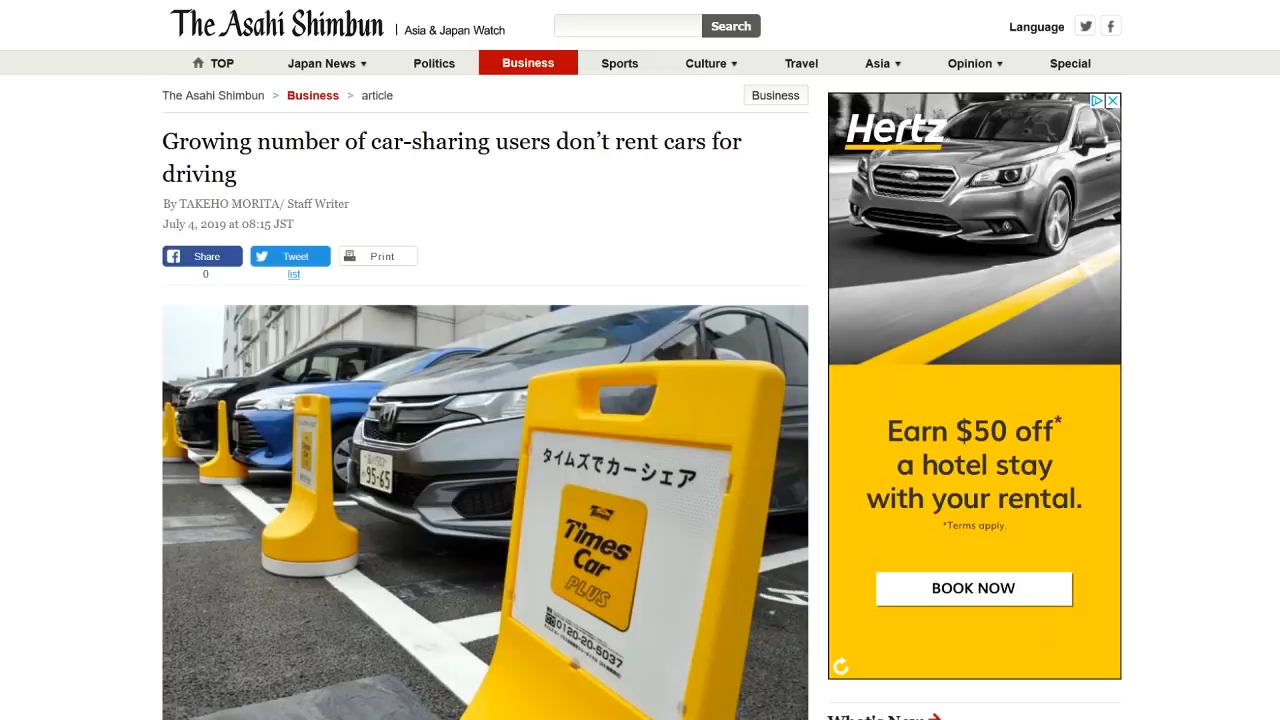 The Asahi Shimbun | Asia & Japan Watch
Search
Language
TOP
Japan News
Politics
Business
Sports
Culture
Travel
Asia
Opinion
Special
The Asahi Shimbun > Business > article
Business
Growing number of car-sharing users don’t rent cars for
driving
By TAKEHO MORITA/ Staff Writer
July 4, 2019 at 08:15 JST
Share
Tweet
Print
0
list
95-65
タイムズでカーシェア
Times
Car
PLUS
0120-20-5037
Hertz
Earn $50 off*
a hotel stay
with your rental.
*Terms apply.
BOOK NOW
What's New